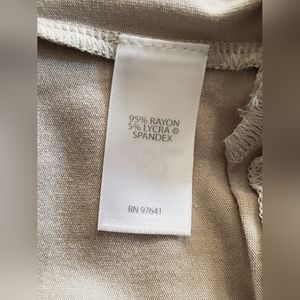 95% RAYON
5% LYCRA ®
SPANDEX
RN 97641